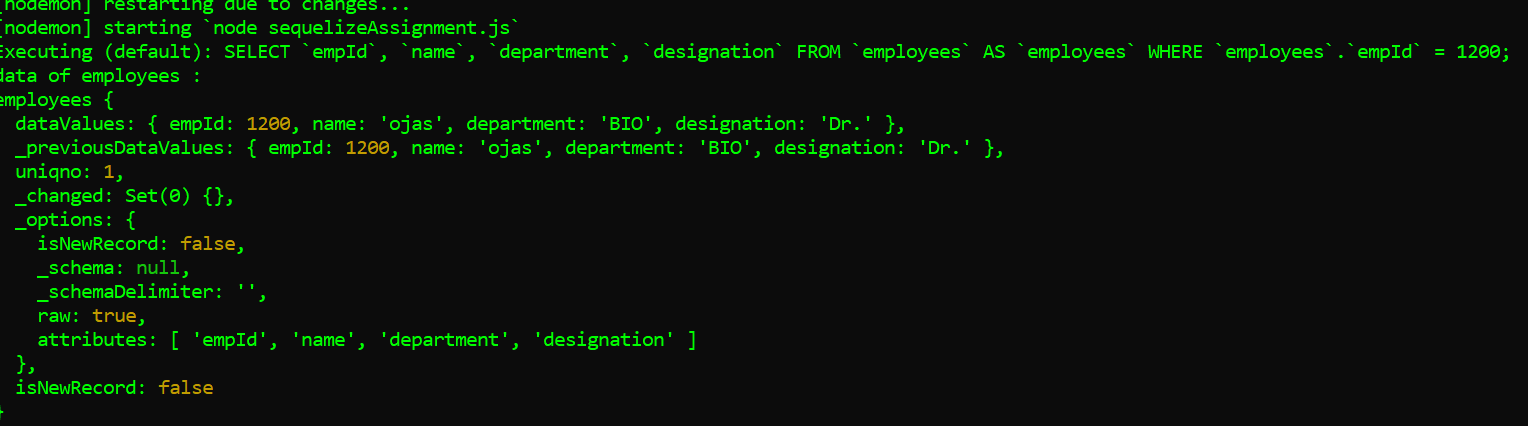 [nodemon] restarting due to changes...
[nodemon] starting `node sequelizeAssignment.js`
Executing (default): SELECT `empId`, `name`, `department`, `designation` FROM `employees` AS `employees` WHERE `employees`.`empId` = 1200;
data of employees :
employees {
  dataValues: { empId: 1200, name: 'ojas', department: 'BIO', designation: 'Dr.' },
  _previousDataValues: { empId: 1200, name: 'ojas', department: 'BIO', designation: 'Dr.' },
  uniqno: 1,
  _changed: Set(0) {},
  _options: {
    isNewRecord: false,
    _schema: null,
    _schemaDelimiter: '',
    raw: true,
    attributes: [ 'empId', 'name', 'department', 'designation' ]
  },
  isNewRecord: false
}